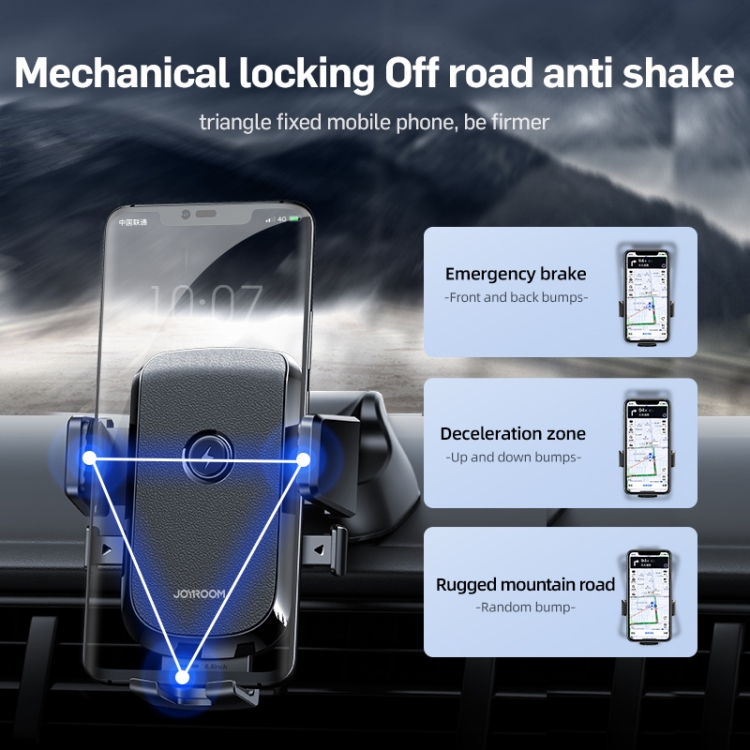 Mechanical locking Off road anti shake
triangle fixed mobile phone, be firmer
中国联通
4G
10:07
JOYROOM
Emergency brake
-Front and back bumps-
Deceleration zone
-Up and down bumps-
Rugged mountain road
-Random bump-